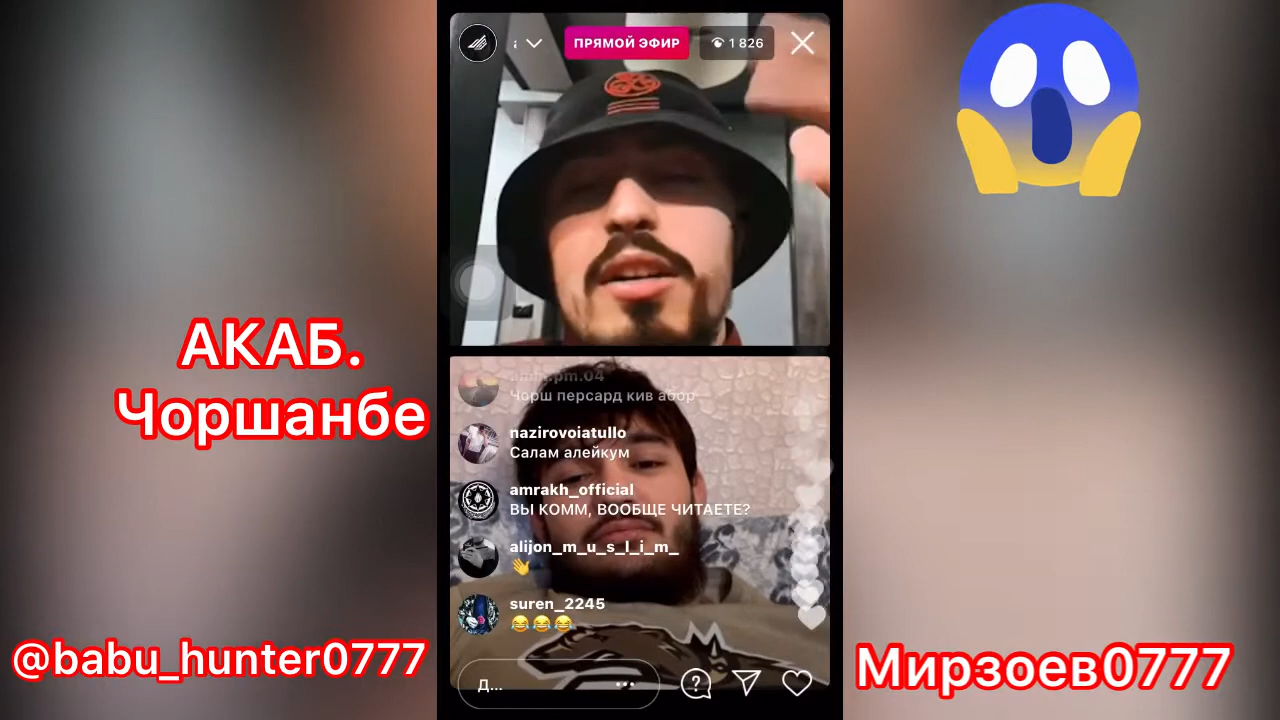 ПРЯМОЙ ЭФИР
1 826
АКАБ.
Чоршанбе
Чорш персард кив абор
nazirovoiatullo
Салам алейкум
amrakh_official
ВЫ КОММ, ВООБЩЕ ЧИТАЕТЕ?
alijon_m_u_s_l_i_m_
👋
suren_2245
😂😂😂
@babu_hunter0777
Мирзоев0777
Д...